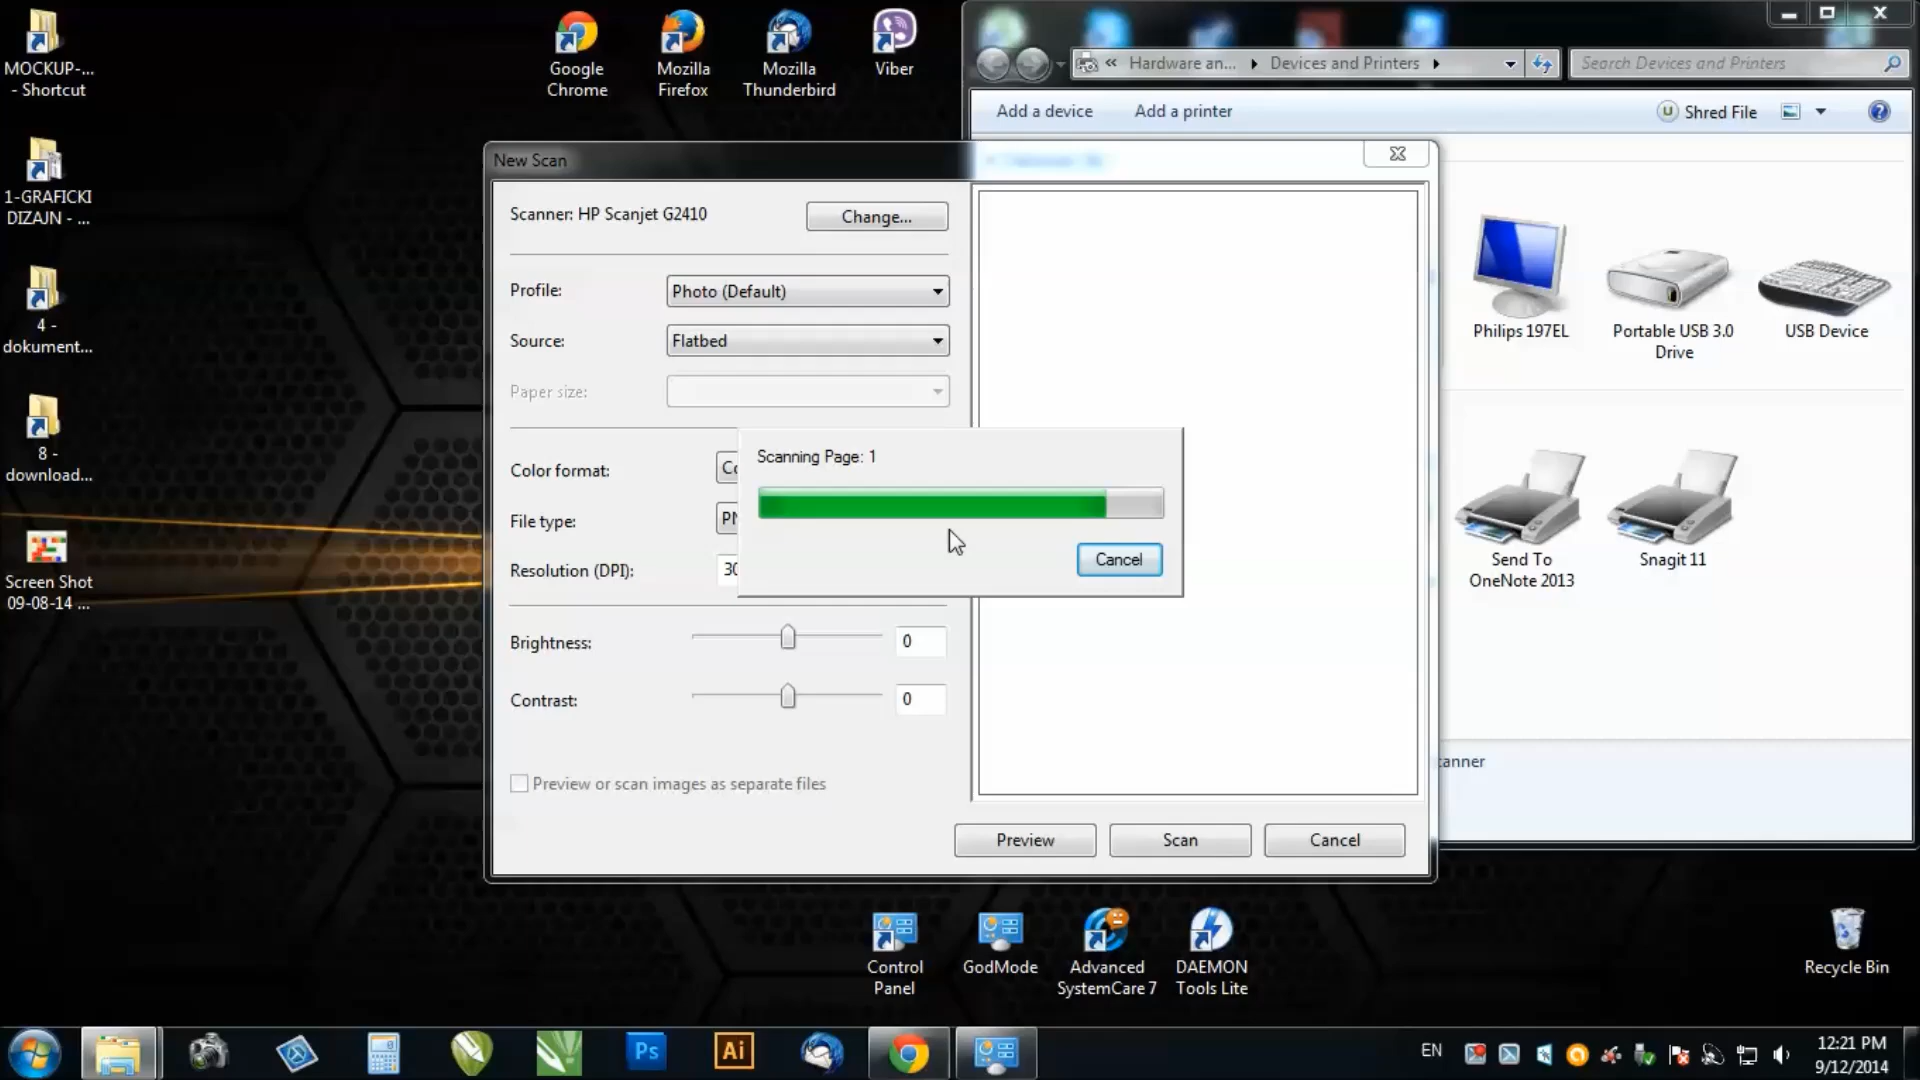 MOCKUP-...
- Shortcut
Google
Chrome
Mozilla
Firefox
Mozilla
Thunderbird
Viber
« Hardware an...
Devices and Printers
Search Devices and Printers
Add a device
Add a printer
Shred File
1-GRAFICKI
DIZAJN - ...
4 -
dokument...
8 -
download...
Screen Shot
09-08-14 ...
New Scan
Scanner: HP Scanjet G2410
Change...
Profile:
Photo (Default)
Source:
Flatbed
Paper size:
Color format:
Co
File type:
PN
Resolution (DPI):
30
Scanning Page: 1
Cancel
Brightness:
0
Contrast:
0
Preview or scan images as separate files
Preview
Scan
Cancel
Philips 197EL
Portable USB 3.0
Drive
USB Device
Send To
OneNote 2013
Snagit 11
canner
Control
Panel
GodMode
Advanced
SystemCare 7
DAEMON
Tools Lite
Recycle Bin
Ps
Ai
EN
12:21 PM
9/12/2014